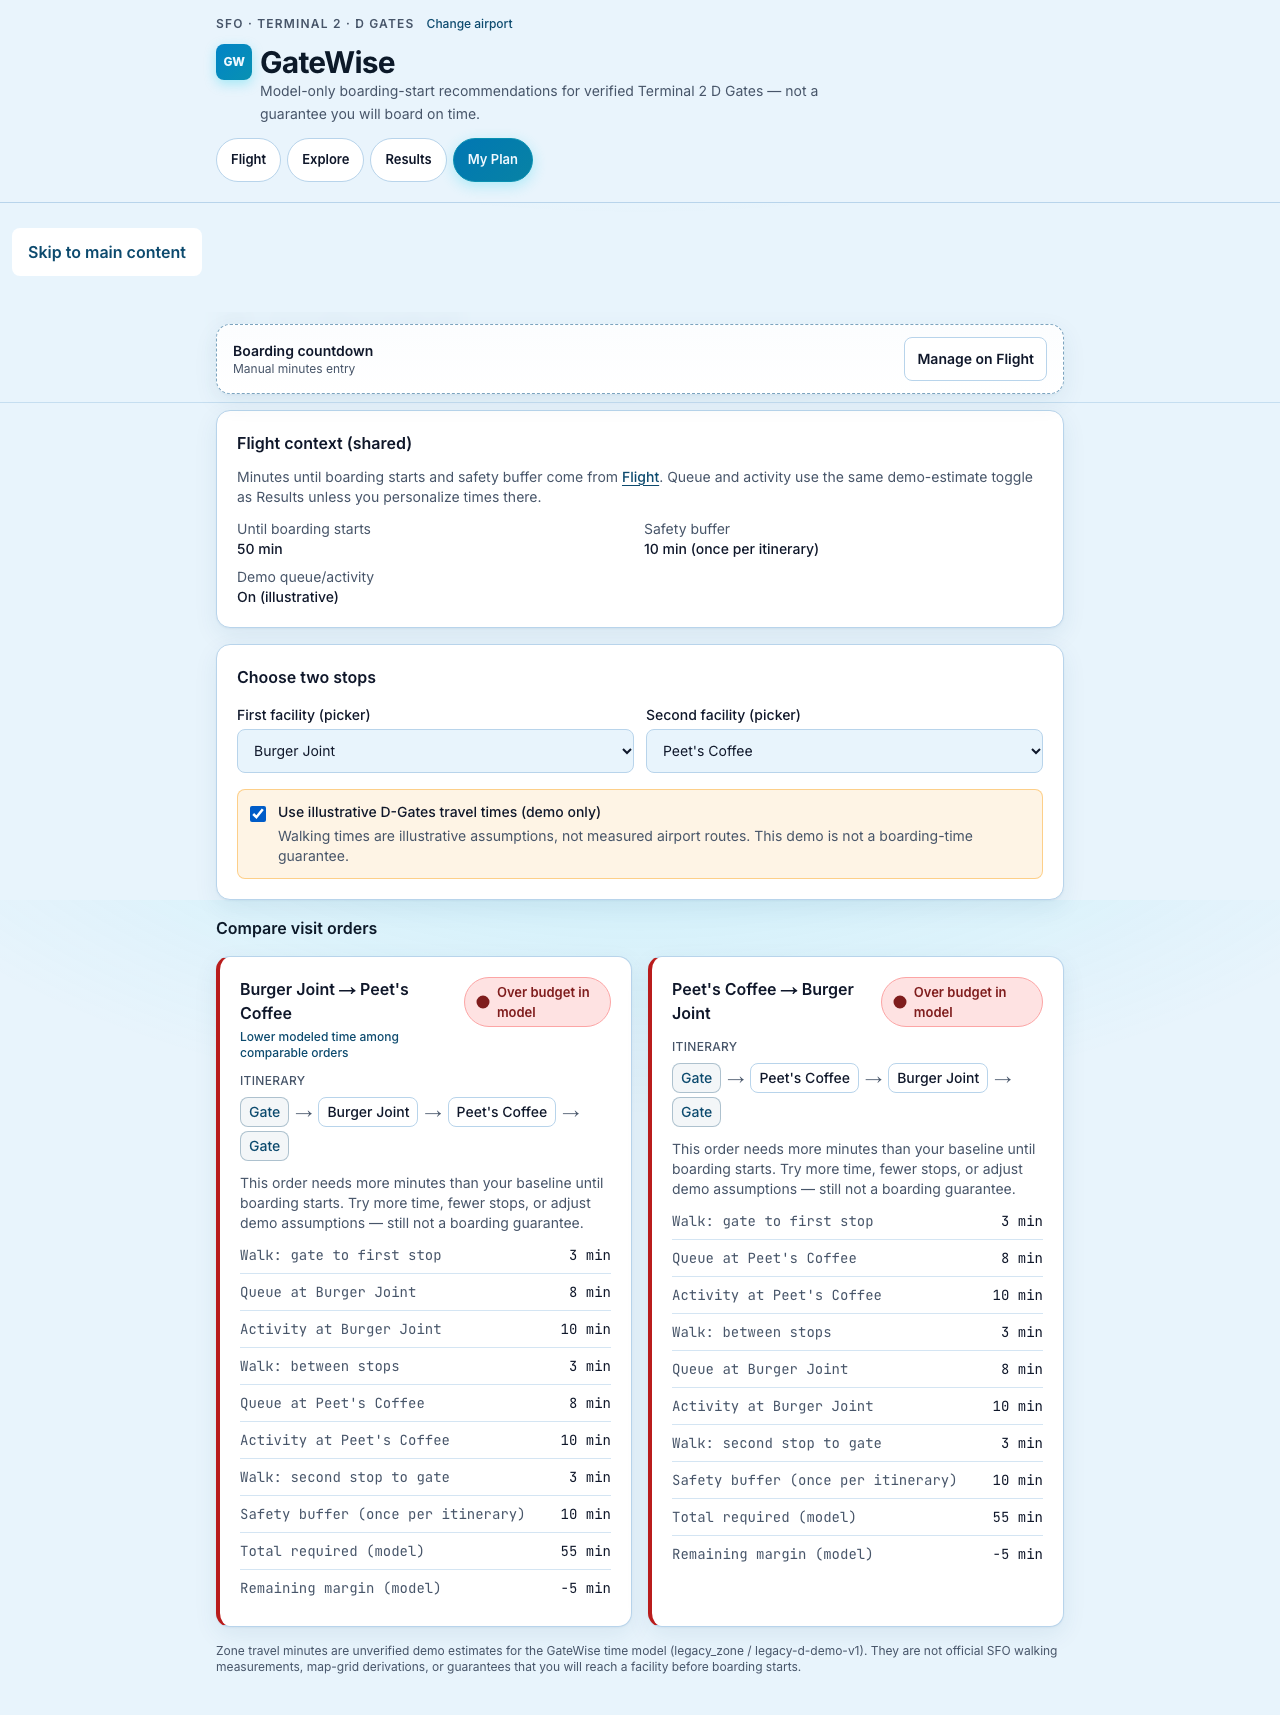 SFO · TERMINAL 2 · D GATES Change airport
GW GateWise
Model-only boarding-start recommendations for verified Terminal 2 D Gates — not a
guarantee you will board on time.
Flight Explore Results My Plan
Skip to main content
Boarding countdown
Manual minutes entry
Manage on Flight
Flight context (shared)
Minutes until boarding starts and safety buffer come from Flight. Queue and activity use the same demo-estimate toggle
as Results unless you personalize times there.
Until boarding starts
50 min
Safety buffer
10 min (once per itinerary)
Demo queue/activity
On (illustrative)
Choose two stops
First facility (picker)
Burger Joint
Second facility (picker)
Peet's Coffee
Use illustrative D-Gates travel times (demo only)
Walking times are illustrative assumptions, not measured airport routes. This demo is not a boarding-time
guarantee.
Compare visit orders
Burger Joint → Peet's
Coffee
Lower modeled time among
comparable orders
Over budget in
model
ITINERARY
Gate → Burger Joint → Peet's Coffee →
Gate
This order needs more minutes than your baseline until
boarding starts. Try more time, fewer stops, or adjust
demo assumptions — still not a boarding guarantee.
Walk: gate to first stop 3 min
Queue at Burger Joint 8 min
Activity at Burger Joint 10 min
Walk: between stops 3 min
Queue at Peet's Coffee 8 min
Activity at Peet's Coffee 10 min
Walk: second stop to gate 3 min
Safety buffer (once per itinerary) 10 min
Total required (model) 55 min
Remaining margin (model) -5 min
Peet's Coffee → Burger
Joint
Over budget in
model
ITINERARY
Gate → Peet's Coffee → Burger Joint →
Gate
This order needs more minutes than your baseline until
boarding starts. Try more time, fewer stops, or adjust
demo assumptions — still not a boarding guarantee.
Walk: gate to first stop 3 min
Queue at Peet's Coffee 8 min
Activity at Peet's Coffee 10 min
Walk: between stops 3 min
Queue at Burger Joint 8 min
Activity at Burger Joint 10 min
Walk: second stop to gate 3 min
Safety buffer (once per itinerary) 10 min
Total required (model) 55 min
Remaining margin (model) -5 min
Zone travel minutes are unverified demo estimates for the GateWise time model (legacy_zone / legacy-d-demo-v1). They are not official SFO walking
measurements, map-grid derivations, or guarantees that you will reach a facility before boarding starts.